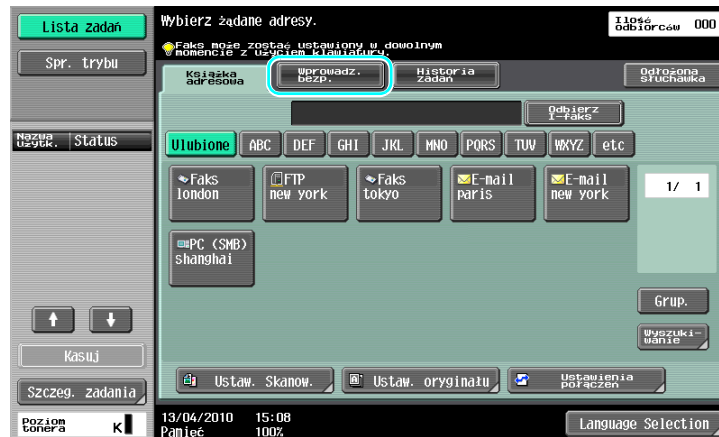 Lista zadań
Spr. trybu
Nazwa użytk.
Status
Kasuj
Szczeg. zadania
Poziom tonera
K
Wybierz żądane adresy.
Faks może zostać ustawiony w dowolnym
momencie z użyciem klawiatury.
Ilość odbiorców
000
Książka adresowa
Wprowadz. bezp.
Historia zadań
Odłożona słuchawka
Odbierz I-faks
Ulubione
ABC
DEF
GHI
JKL
MNO
PQRS
TUV
WXYZ
etc
Faks
london
FTP
new york
Faks
tokyo
E-mail
paris
E-mail
new york
1/ 1
PC (SMB)
shanghai
Grup.
Wyszuki-
wanie
Ustaw. Skanow.
Ustaw. oryginału
Ustawienia połączeń
13/04/2010 15:08
Pamięć 100%
Language Selection